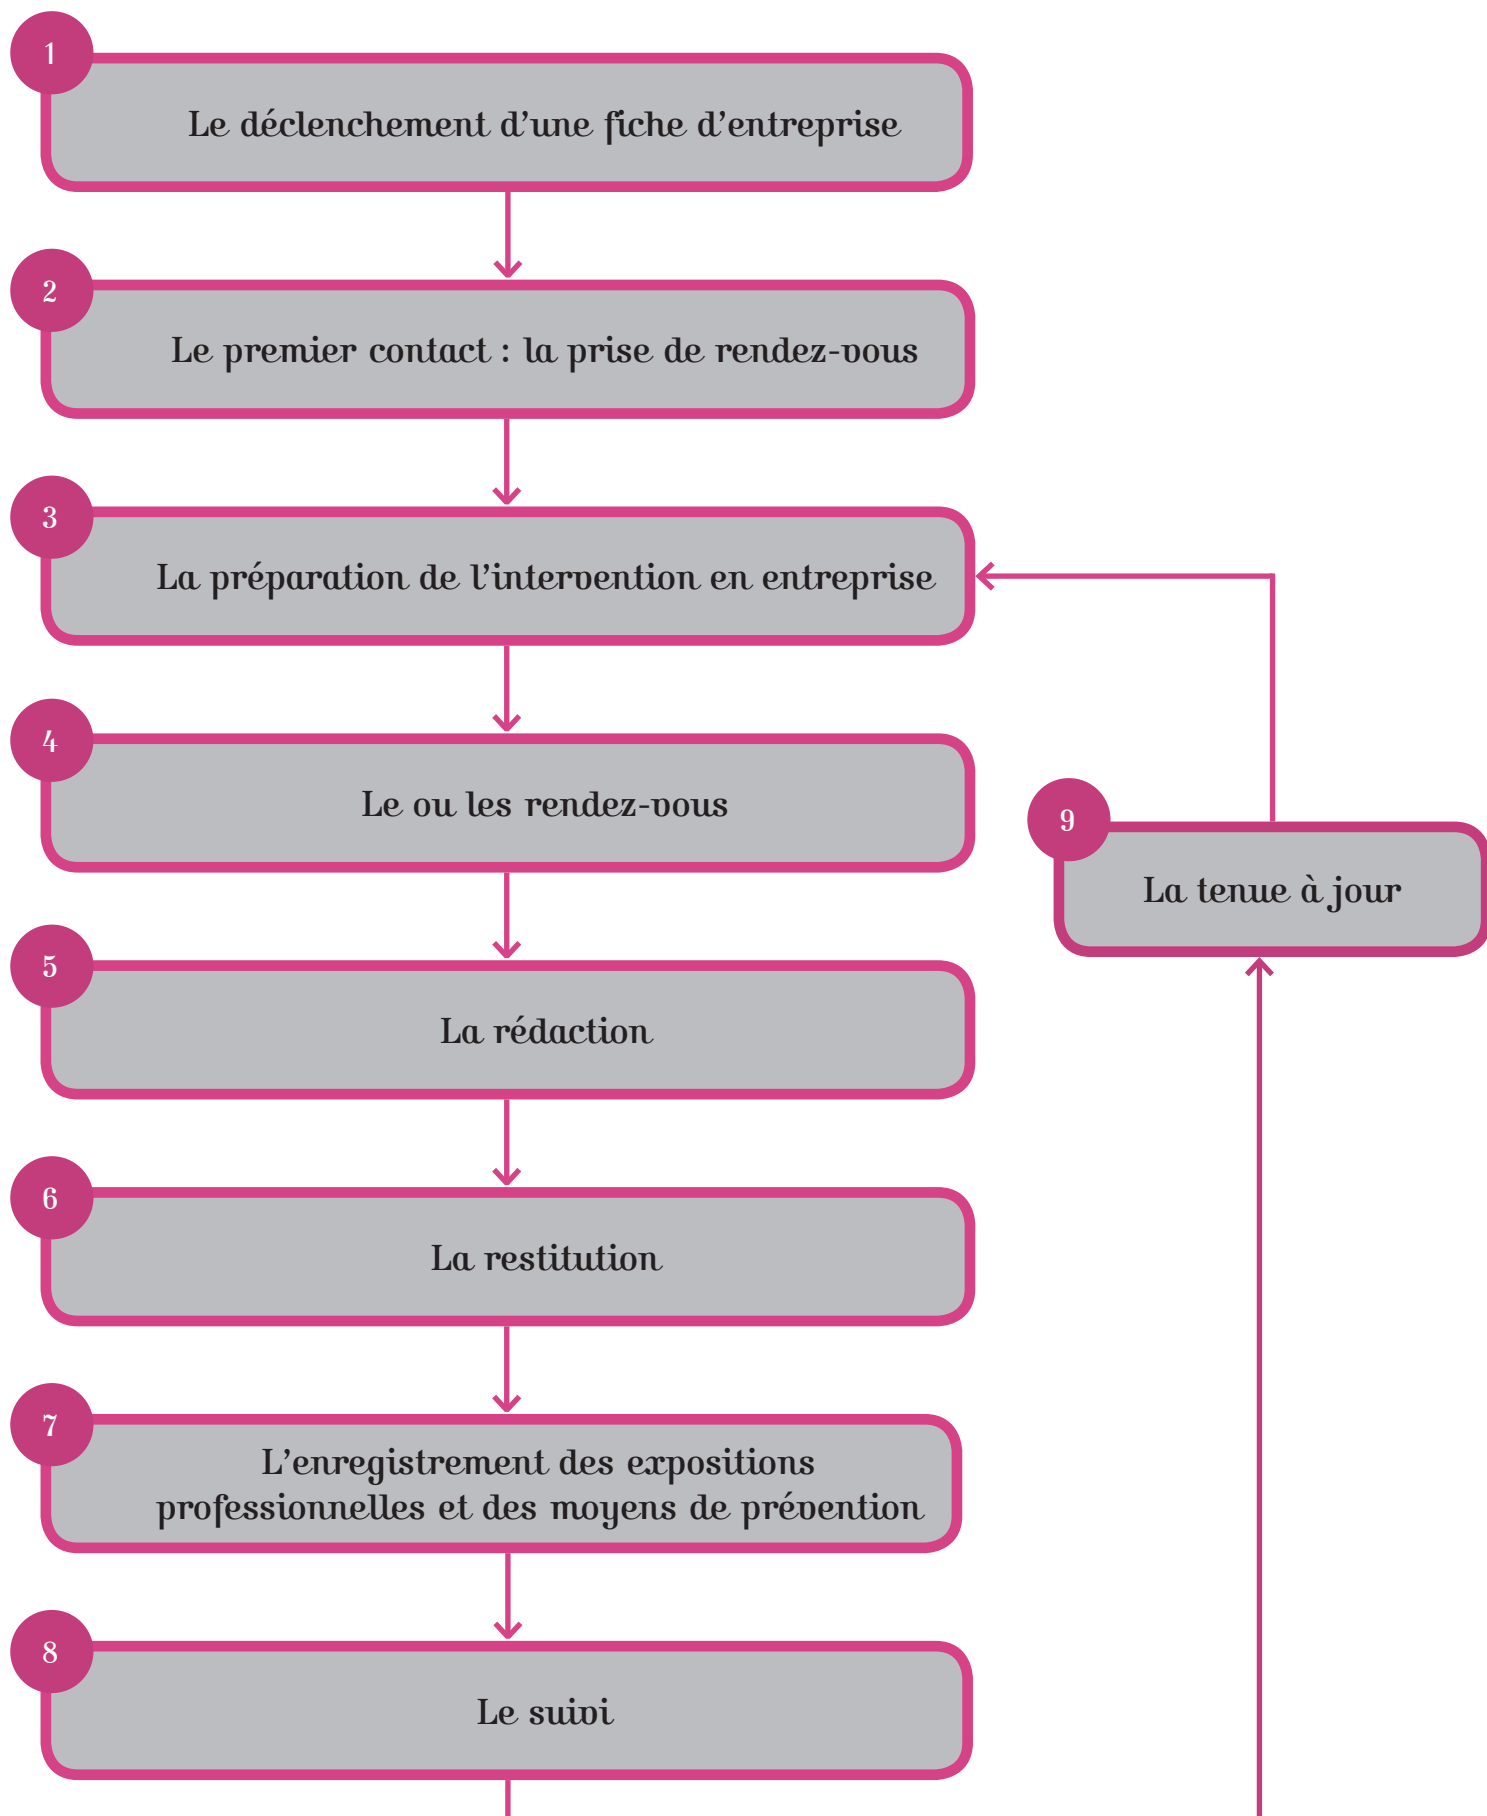 1
Le déclenchement d’une fiche d’entreprise
2
Le premier contact : la prise de rendez-vous
3
La préparation de l’intervention en entreprise
4
Le ou les rendez-vous
9
La tenue à jour
5
La rédaction
6
La restitution
7
L’enregistrement des expositions
professionnelles et des moyens de prévention
8
Le suivi